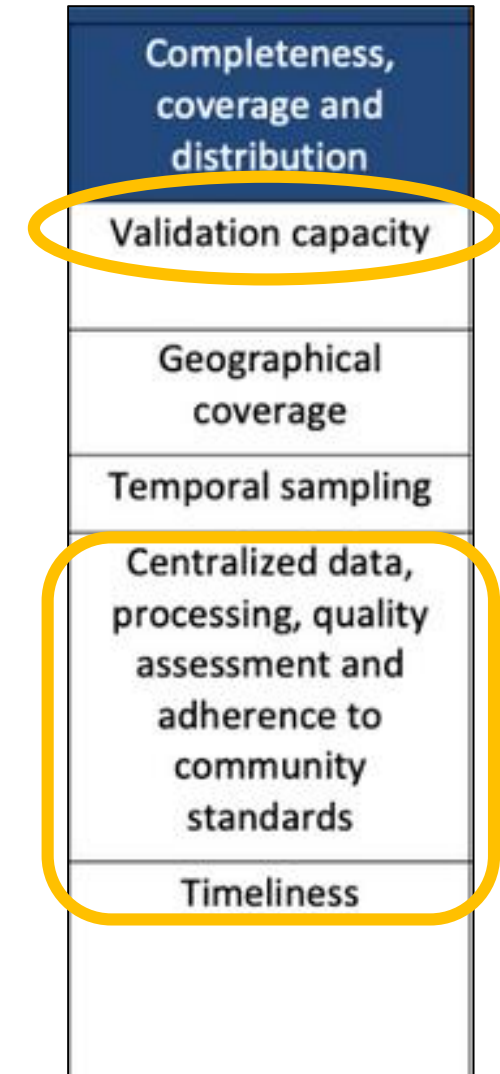 Completeness,
coverage and
distribution
Validation capacity
Geographical
coverage
Temporal sampling
Centralized data,
processing, quality
assessment and
adherence to
community
standards
Timeliness